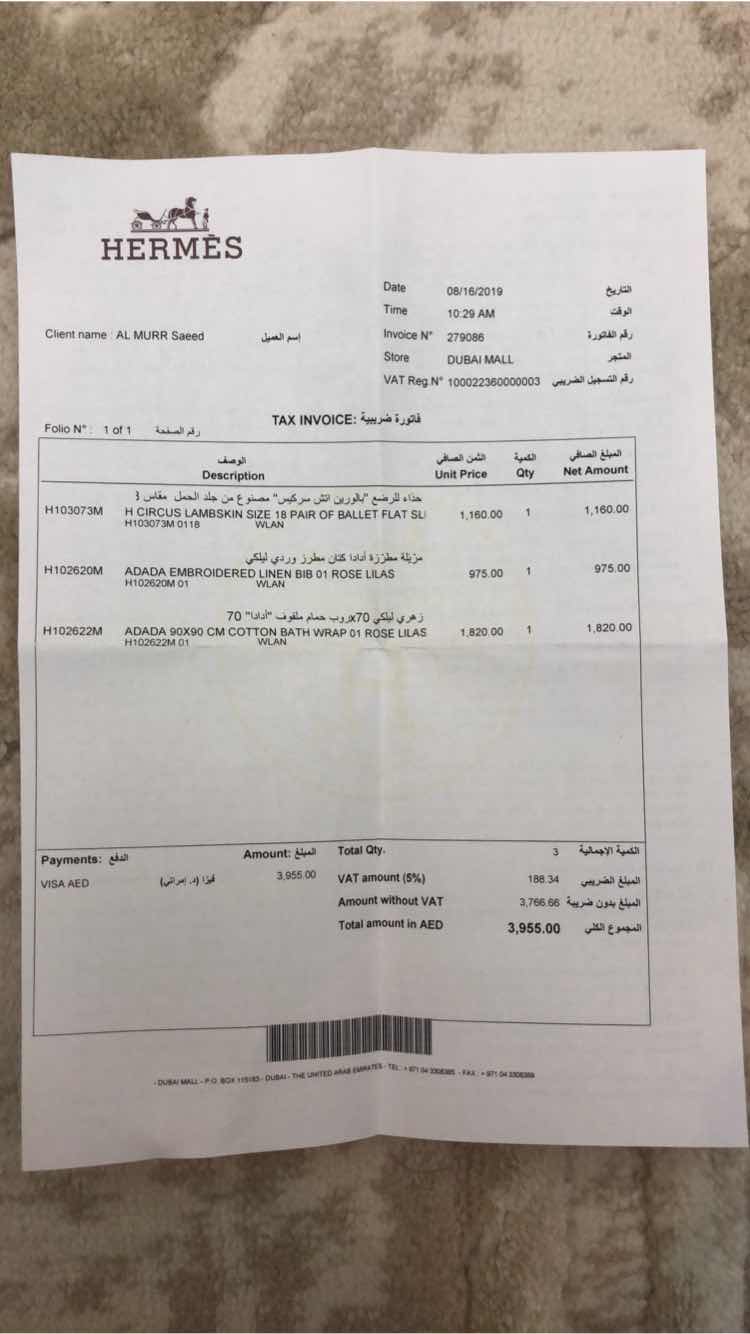 HERMÈS
Date 08/16/2019 التاريخ
Time 10:29 AM الوقت
Client name : AL MURR Saeed إسم العميل
Invoice N° 279086 رقم الفاتورة
Store DUBAI MALL المتجر
VAT Reg.N° 100022360000003 رقم التسجيل الضريبي
TAX INVOICE: فاتورة ضريبية
Folio N° : 1 of 1 رقم الصفحة
الوصف الثمن الصافي الكمية المبلغ الصافي
Description Unit Price Qty Net Amount
حذاء للرضع "بالورين اتش سركيس" مصنوع من جلد الحمل مقاس
H103073M H CIRCUS LAMBSKIN SIZE 18 PAIR OF BALLET FLAT SLI 1,160.00 1 1,160.00
H103073M 0118 WLAN
مزيلة مطرزة أدادا كتان مطرز وردي ليلكي
H102620M ADADA EMBROIDERED LINEN BIB 01 ROSE LILAS 975.00 1 975.00
H102620M 01 WLAN
زهري ليلكي 70xروب حمام ملفوف "أدادا" 70
H102622M ADADA 90X90 CM COTTON BATH WRAP 01 ROSE LILAS 1,820.00 1 1,820.00
H102622M 01 WLAN
Payments: الدفع Amount: المبلغ Total Qty. 3 الكمية الإجمالية
VISA AED فيزا (د. إمراتي) 3,955.00 VAT amount (5%) 188.34 المبلغ الضريبي
Amount without VAT 3,766.66 المبلغ بدون ضريبة
Total amount in AED 3,955.00 المجموع الكلي
- DUBAI MALL - P.O. BOX 115183 - DUBAI - THE UNITED ARAB EMIRATES - TEL : + 971 04 3308385 - FAX : + 971 04 3308389